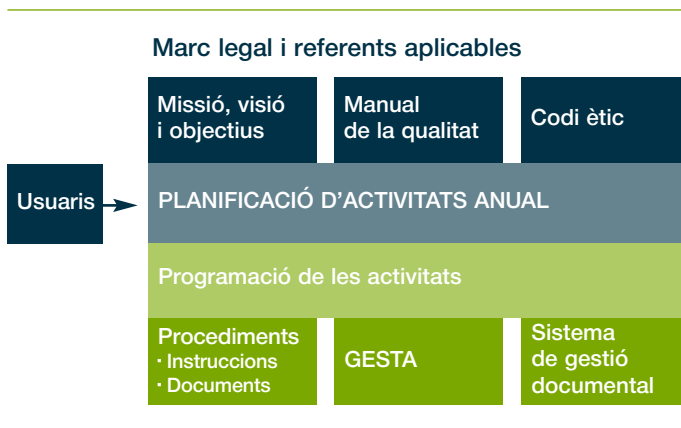 Marc legal i referents aplicables
Missió, visió
i objectius
Manual
de la qualitat
Codi ètic
Usuaris
PLANIFICACIÓ D'ACTIVITATS ANUAL
Programació de les activitats
Procediments
· Instruccions
· Documents
GESTA
Sistema
de gestió
documental